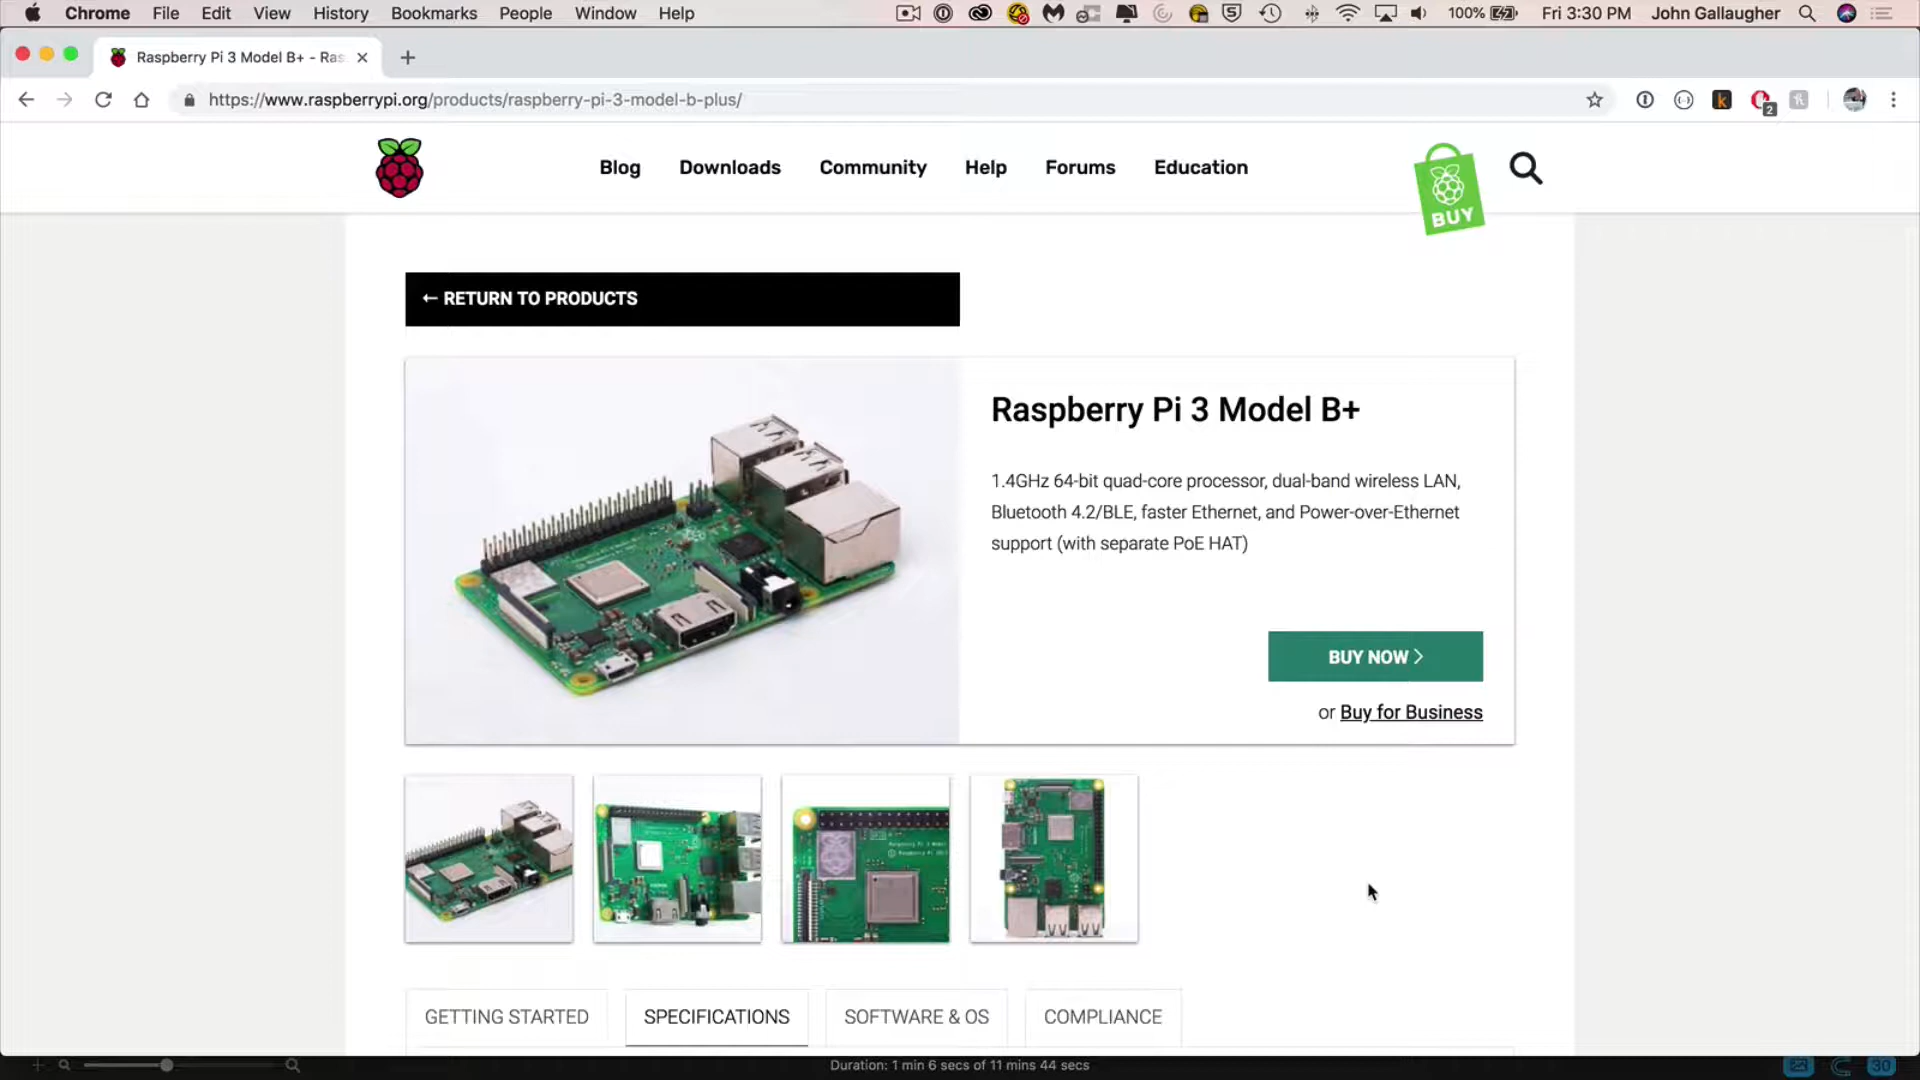 Chrome File Edit View History Bookmarks People Window Help 100% Fri 3:30 PM John Gallaugher
Raspberry Pi 3 Model B+ - Ras
https://www.raspberrypi.org/products/raspberry-pi-3-model-b-plus/
2
Blog Downloads Community Help Forums Education
BUY
← RETURN TO PRODUCTS
Raspberry Pi 3 Model B+
1.4GHz 64-bit quad-core processor, dual-band wireless LAN,
Bluetooth 4.2/BLE, faster Ethernet, and Power-over-Ethernet
support (with separate PoE HAT)
BUY NOW >
or Buy for Business
GETTING STARTED SPECIFICATIONS SOFTWARE & OS COMPLIANCE
Duration: 1 min 6 secs of 11 mins 44 secs
30